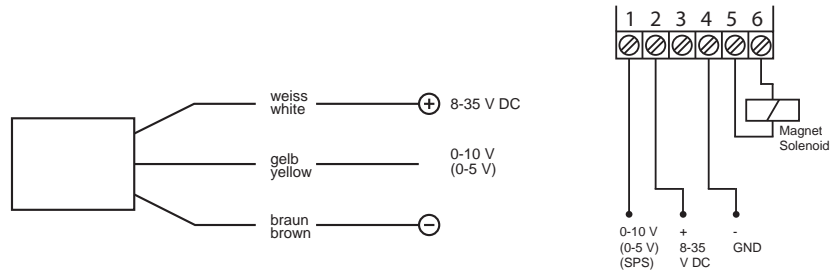 weiss
white
8-35 V DC
gelb
yellow
0-10 V
(0-5 V)
braun
brown
1 2 3 4 5 6
Magnet
Solenoid
0-10 V
(0-5 V)
(SPS)
+
8-35
V DC
-
GND